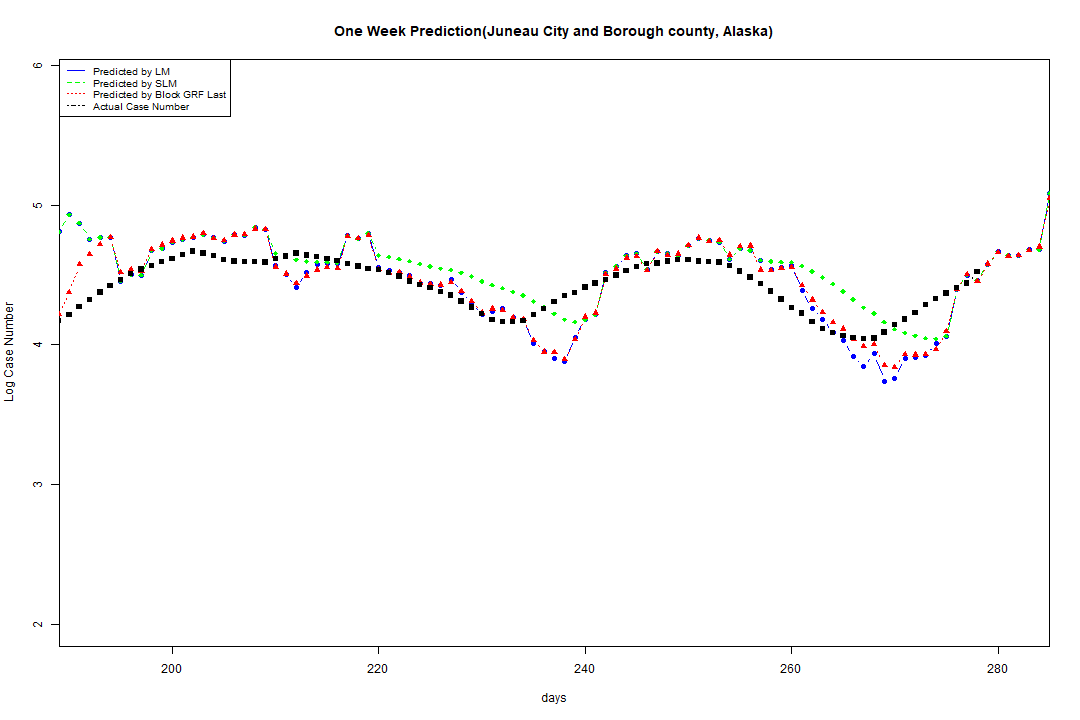 One Week Prediction(Juneau City and Borough county, Alaska)
Predicted by LM
Predicted by SLM
Predicted by Block GRF Last
Actual Case Number
6
5
4
3
2
Log Case Number
200
220
240
260
280
days